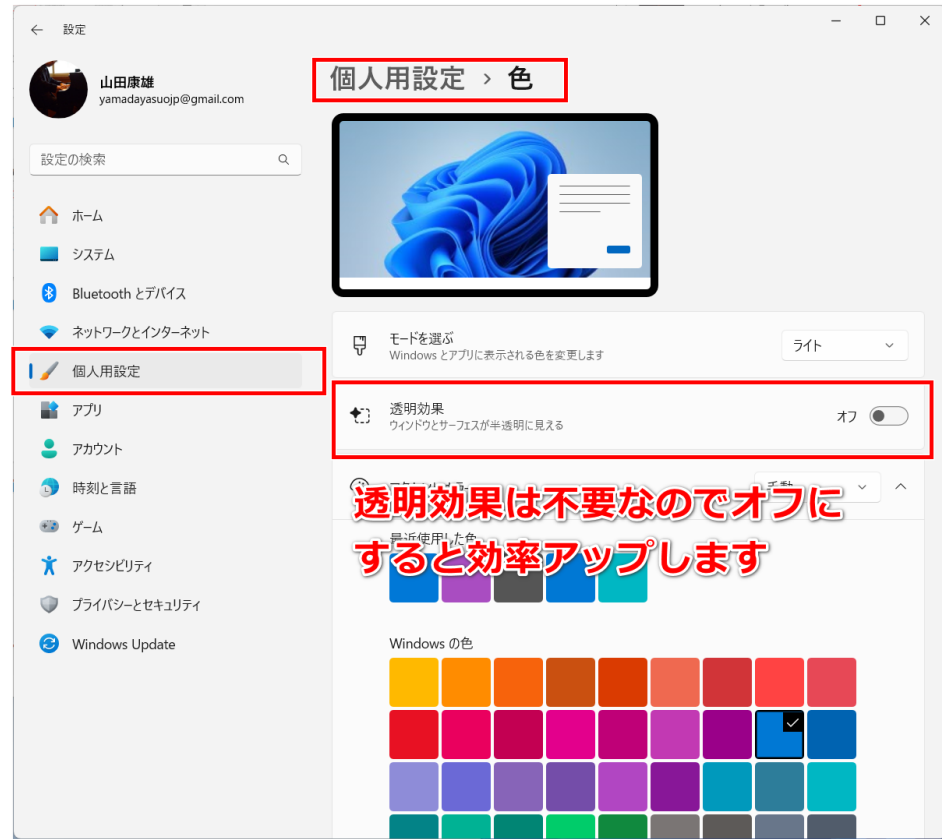 設定
山田康雄
yamadayasuojp@gmail.com
設定の検索
ホーム
システム
Bluetooth とデバイス
ネットワークとインターネット
個人用設定
アプリ
アカウント
時刻と言語
ゲーム
アクセシビリティ
プライバシーとセキュリティ
Windows Update
個人用設定 › 色
モードを選ぶ
Windows とアプリに表示される色を変更します
ライト
透明効果
ウィンドウとサーフェスが半透明に見える
オフ
手動
透明効果は不要なのでオフに
すると効率アップします
最近使用した色
Windows の色